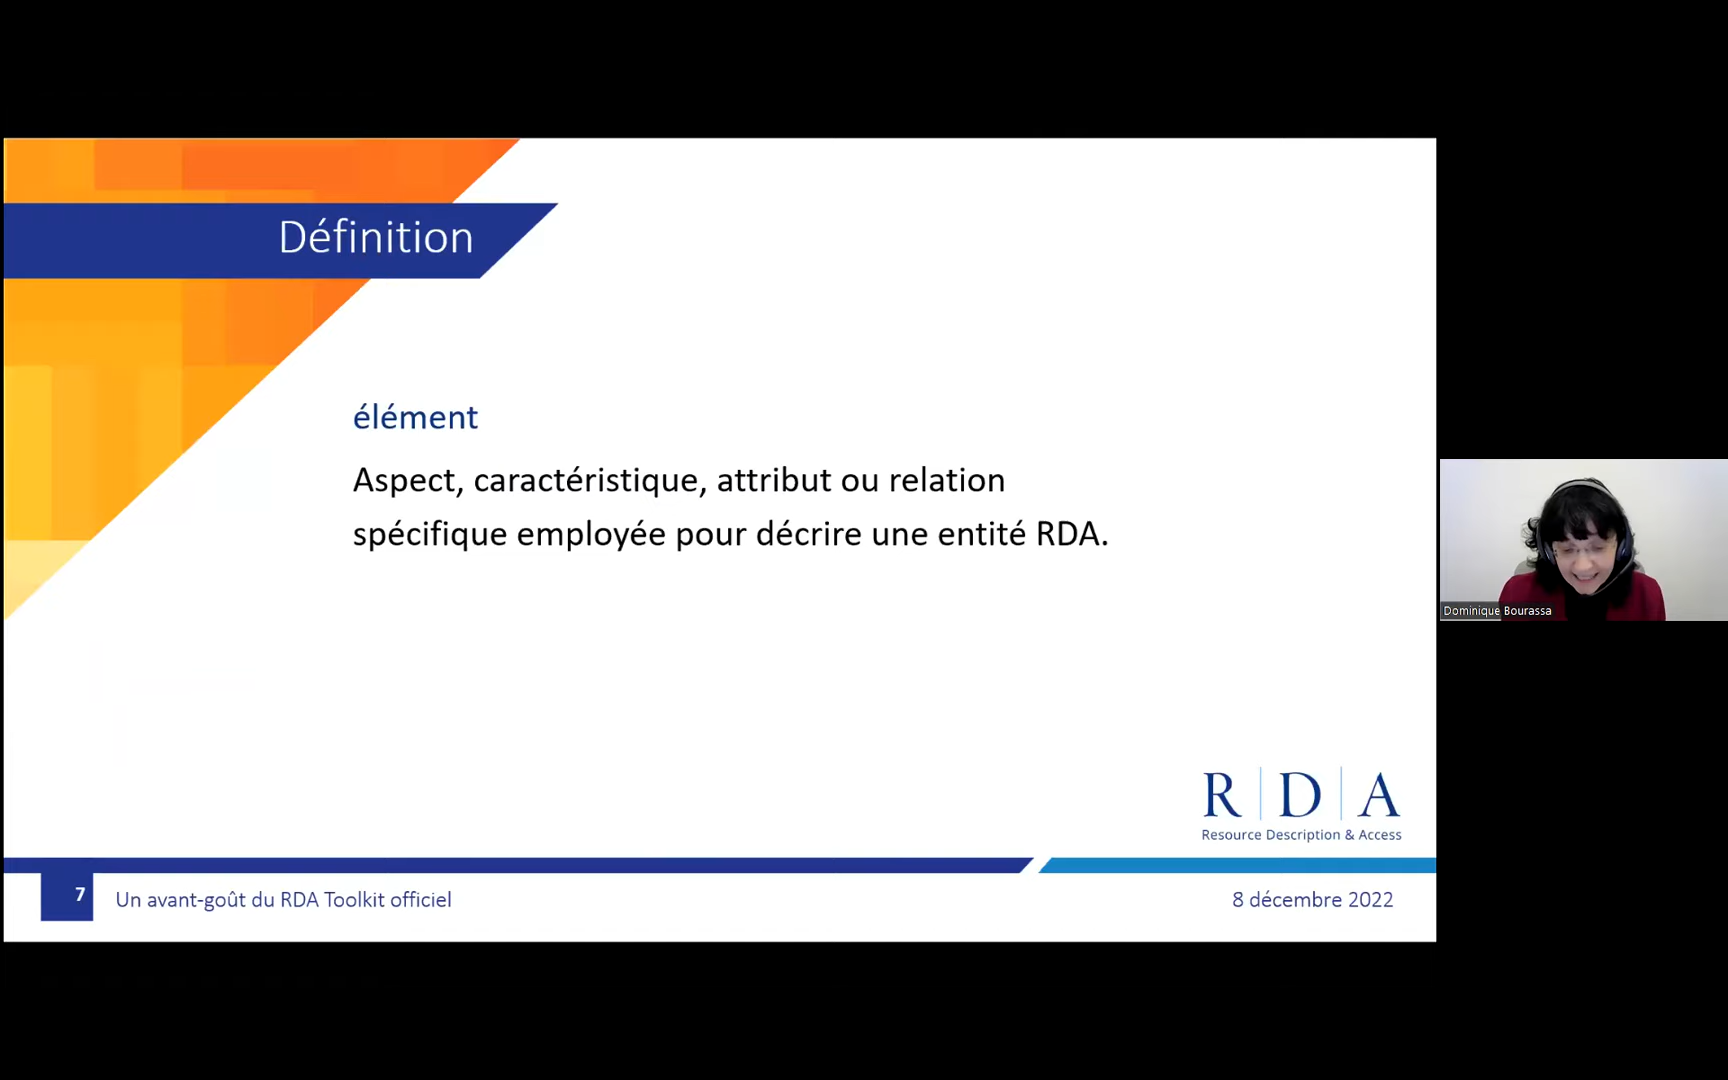 Définition
élément
Aspect, caractéristique, attribut ou relation
spécifique employée pour décrire une entité RDA.
Dominique Bourassa
R D A
Resource Description & Access
7
Un avant-goût du RDA Toolkit officiel
8 décembre 2022